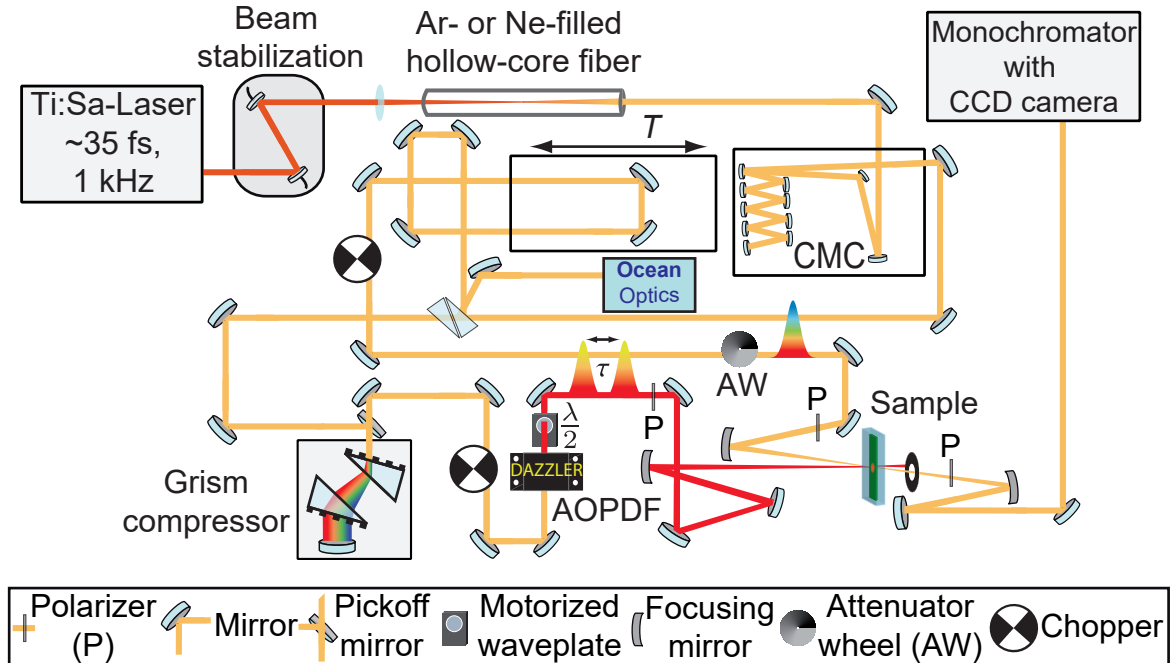 Beam
stabilization
Ar- or Ne-filled
hollow-core fiber
Monochromator
with
CCD camera
Ti:Sa-Laser
~35 fs,
1 kHz
T
CMC
Ocean
Optics
τ
AW
P
Sample
P
P
λ
2
DAZZLER
AOPDF
Grism
compressor
Polarizer
(P)
Mirror
Pickoff
mirror
Motorized
waveplate
Focusing
mirror
Attenuator
wheel (AW)
Chopper